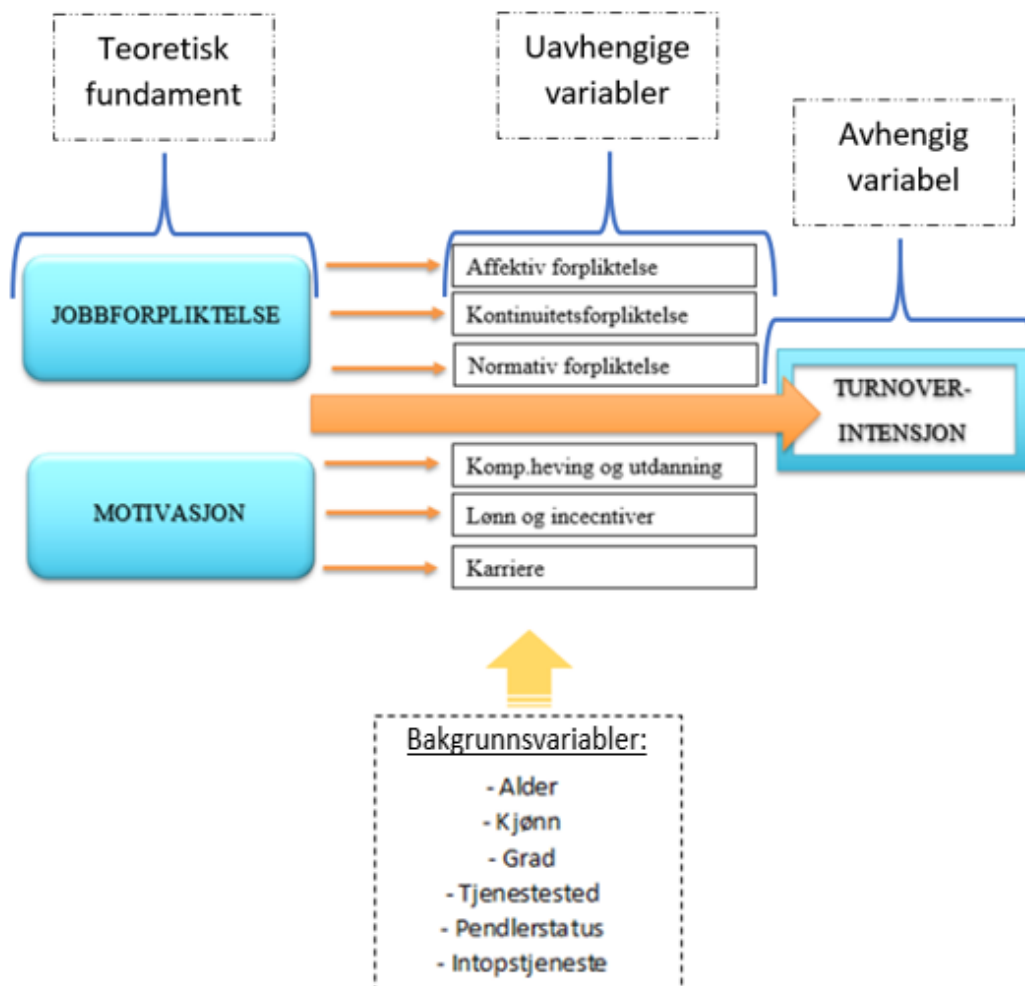 Teoretisk
fundament
Uavhengige
variabler
Avhengig
variabel
JOBBFORPLIKTELSE
Affektiv forpliktelse
Kontinuitetsforpliktelse
Normativ forpliktelse
TURNOVER-
INTENSJON
MOTIVASJON
Komp.heving og utdanning
Lønn og incecntiver
Karriere
Bakgrunnsvariabler:
- Alder
- Kjønn
- Grad
- Tjenestested
- Pendlerstatus
- Intopstjeneste